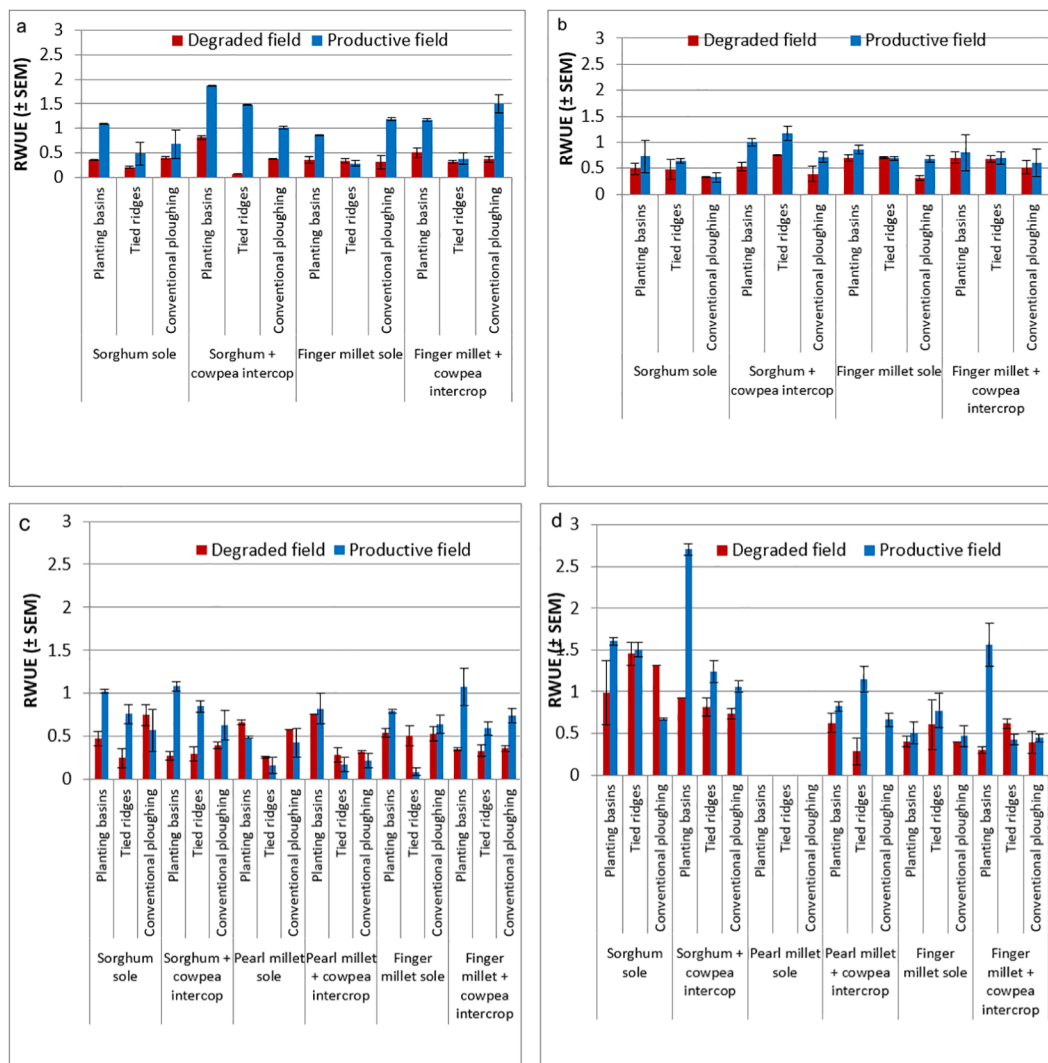 a
Degraded field Productive field
RWUE (± SEM)
3
2.5
2
1.5
1
0.5
0
Planting basins
Tied ridges
Conventional ploughing
Planting basins
Tied ridges
Conventional ploughing
Planting basins
Tied ridges
Conventional ploughing
Planting basins
Tied ridges
Conventional ploughing
Sorghum sole
Sorghum +
cowpea intercop
Finger millet sole
Finger millet +
cowpea
intercrop
b
Degraded field Productive field
RWUE (± SEM)
3
2.5
2
1.5
1
0.5
0
Planting basins
Tied ridges
Conventional ploughing
Planting basins
Tied ridges
Conventional ploughing
Planting basins
Tied ridges
Conventional ploughing
Planting basins
Tied ridges
Conventional ploughing
Sorghum sole
Sorghum +
cowpea intercop
Finger millet sole
Finger millet +
cowpea
intercrop
c
Degraded field Productive field
RWUE (± SEM)
3
2.5
2
1.5
1
0.5
0
Planting basins
Tied ridges
Conventional ploughing
Planting basins
Tied ridges
Conventional ploughing
Planting basins
Tied ridges
Conventional ploughing
Planting basins
Tied ridges
Conventional ploughing
Planting basins
Tied ridges
Conventional ploughing
Planting basins
Tied ridges
Conventional ploughing
Sorghum
sole
Sorghum +
cowpea
intercop
Pearl millet
sole
Pearl millet
+ cowpea
intercrop
Finger
millet sole
Finger
millet +
cowpea
intercrop
d
Degraded field Productive field
RWUE (± SEM)
3
2.5
2
1.5
1
0.5
0
Planting basins
Tied ridges
Conventional ploughing
Planting basins
Tied ridges
Conventional ploughing
Planting basins
Tied ridges
Conventional ploughing
Planting basins
Tied ridges
Conventional ploughing
Planting basins
Tied ridges
Conventional ploughing
Planting basins
Tied ridges
Conventional ploughing
Sorghum
sole
Sorghum +
cowpea
intercop
Pearl
millet sole
Pearl millet
+ cowpea
intercrop
Finger
millet sole
Finger
millet +
cowpea
intercrop